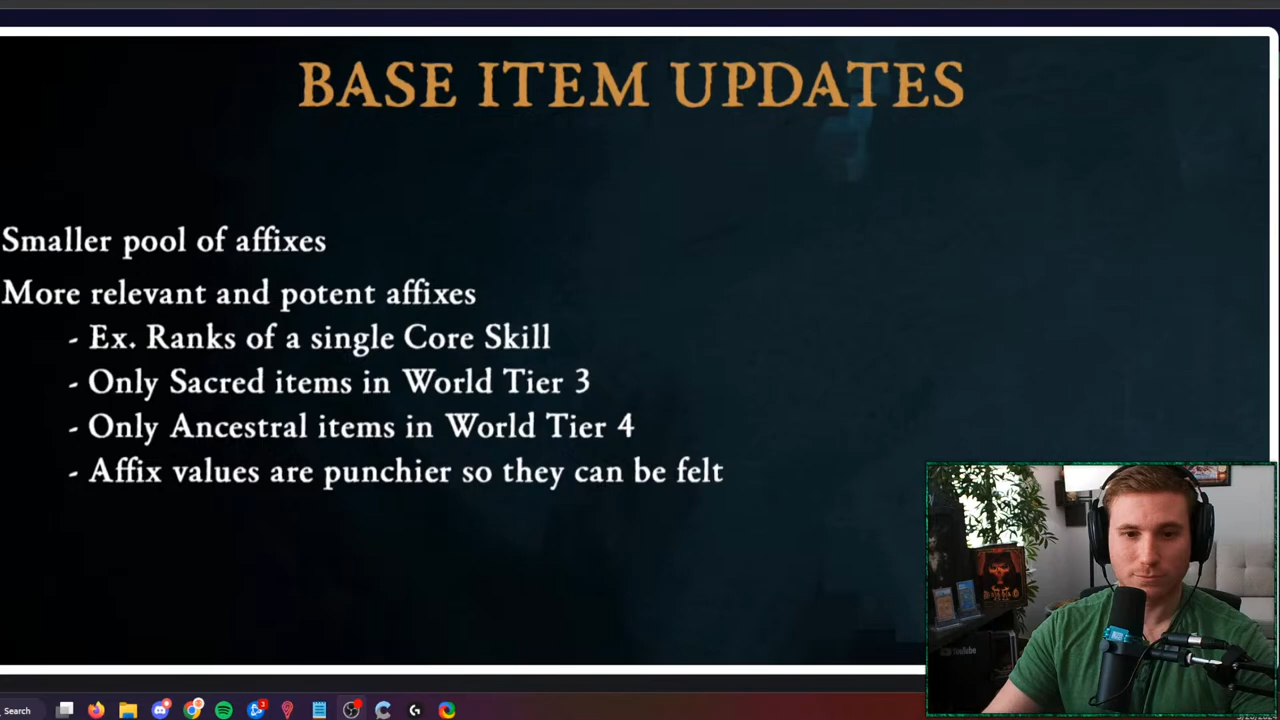 BASE ITEM UPDATES
Smaller pool of affixes
More relevant and potent affixes
- Ex. Ranks of a single Core Skill
- Only Sacred items in World Tier 3
- Only Ancestral items in World Tier 4
- Affix values are punchier so they can be felt
YouTube
Search
3